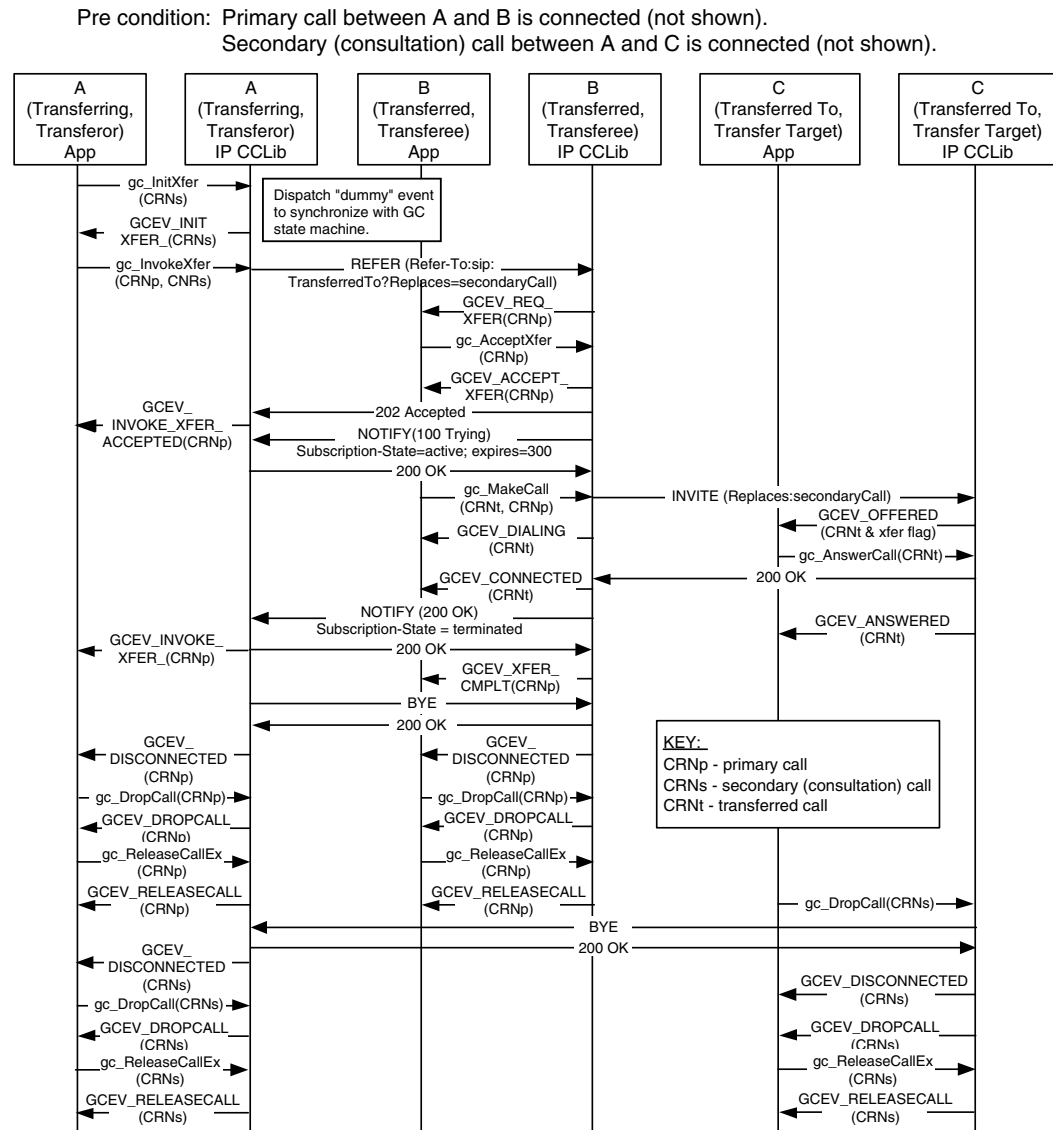 Pre condition: Primary call between A and B is connected (not shown).
Secondary (consultation) call between A and C is connected (not shown).
A
(Transferring,
Transferor)
App
A
(Transferring,
Transferor)
IP CCLib
B
(Transferred,
Transferee)
App
B
(Transferred,
Transferee)
IP CCLib
C
(Transferred To,
Transfer Target)
App
C
(Transferred To,
Transfer Target)
IP CCLib
gc_InitXfer
(CRNs)
Dispatch "dummy" event
to synchronize with GC
state machine.
GCEV_INIT
XFER_(CRNs)
gc_InvokeXfer
(CRNp, CNRs)
REFER (Refer-To:sip:
TransferredTo?Replaces=secondaryCall)
GCEV_REQ_
XFER(CRNp)
gc_AcceptXfer
(CRNp)
GCEV_ACCEPT_
XFER(CRNp)
202 Accepted
GCEV_
INVOKE_XFER_
ACCEPTED(CRNp)
NOTIFY(100 Trying)
Subscription-State=active; expires=300
200 OK
gc_MakeCall
(CRNt, CRNp)
INVITE (Replaces:secondaryCall)
GCEV_OFFERED
(CRNt & xfer flag)
GCEV_DIALING
(CRNt)
gc_AnswerCall(CRNt)
200 OK
GCEV_CONNECTED
(CRNt)
NOTIFY (200 OK)
Subscription-State = terminated
GCEV_ANSWERED
(CRNt)
GCEV_INVOKE_
XFER_(CRNp)
200 OK
GCEV_XFER_
CMPLT(CRNp)
BYE
200 OK
KEY:
CRNp - primary call
CRNs - secondary (consultation) call
CRNt - transferred call
GCEV_
DISCONNECTED
(CRNp)
GCEV_
DISCONNECTED
(CRNp)
gc_DropCall(CRNp)
gc_DropCall(CRNp)
GCEV_DROPCALL
(CRNp)
GCEV_DROPCALL
(CRNp)
gc_ReleaseCallEx
(CRNp)
gc_ReleaseCallEx
(CRNp)
GCEV_RELEASECALL
(CRNp)
GCEV_RELEASECALL
(CRNp)
gc_DropCall(CRNs)
BYE
200 OK
GCEV_
DISCONNECTED
(CRNs)
GCEV_DISCONNECTED
(CRNs)
gc_DropCall(CRNs)
GCEV_DROPCALL
(CRNs)
GCEV_DROPCALL
(CRNs)
gc_ReleaseCallEx
(CRNs)
gc_ReleaseCallEx
(CRNs)
GCEV_RELEASECALL
(CRNs)
GCEV_RELEASECALL
(CRNs)